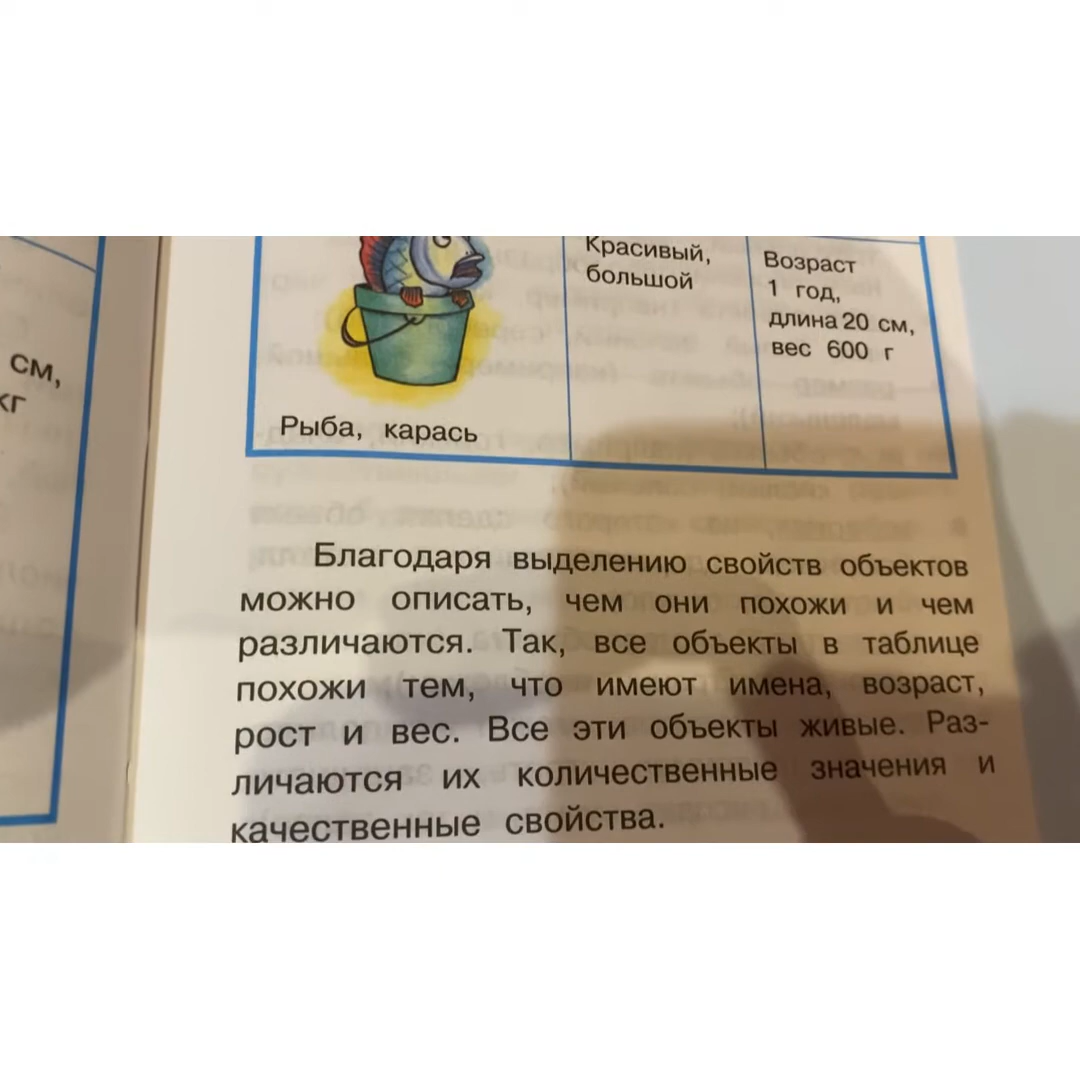 см,
кг
Красивый,
большой
Возраст
1 год,
длина 20 см,
вес 600 г
Рыба, карась
Благодаря выделению свойств объектов
можно описать, чем они похожи и чем
различаются. Так, все объекты в таблице
похожи тем, что имеют имена, возраст,
рост и вес. Все эти объекты живые. Раз-
личаются их количественные значения и
качественные свойства.